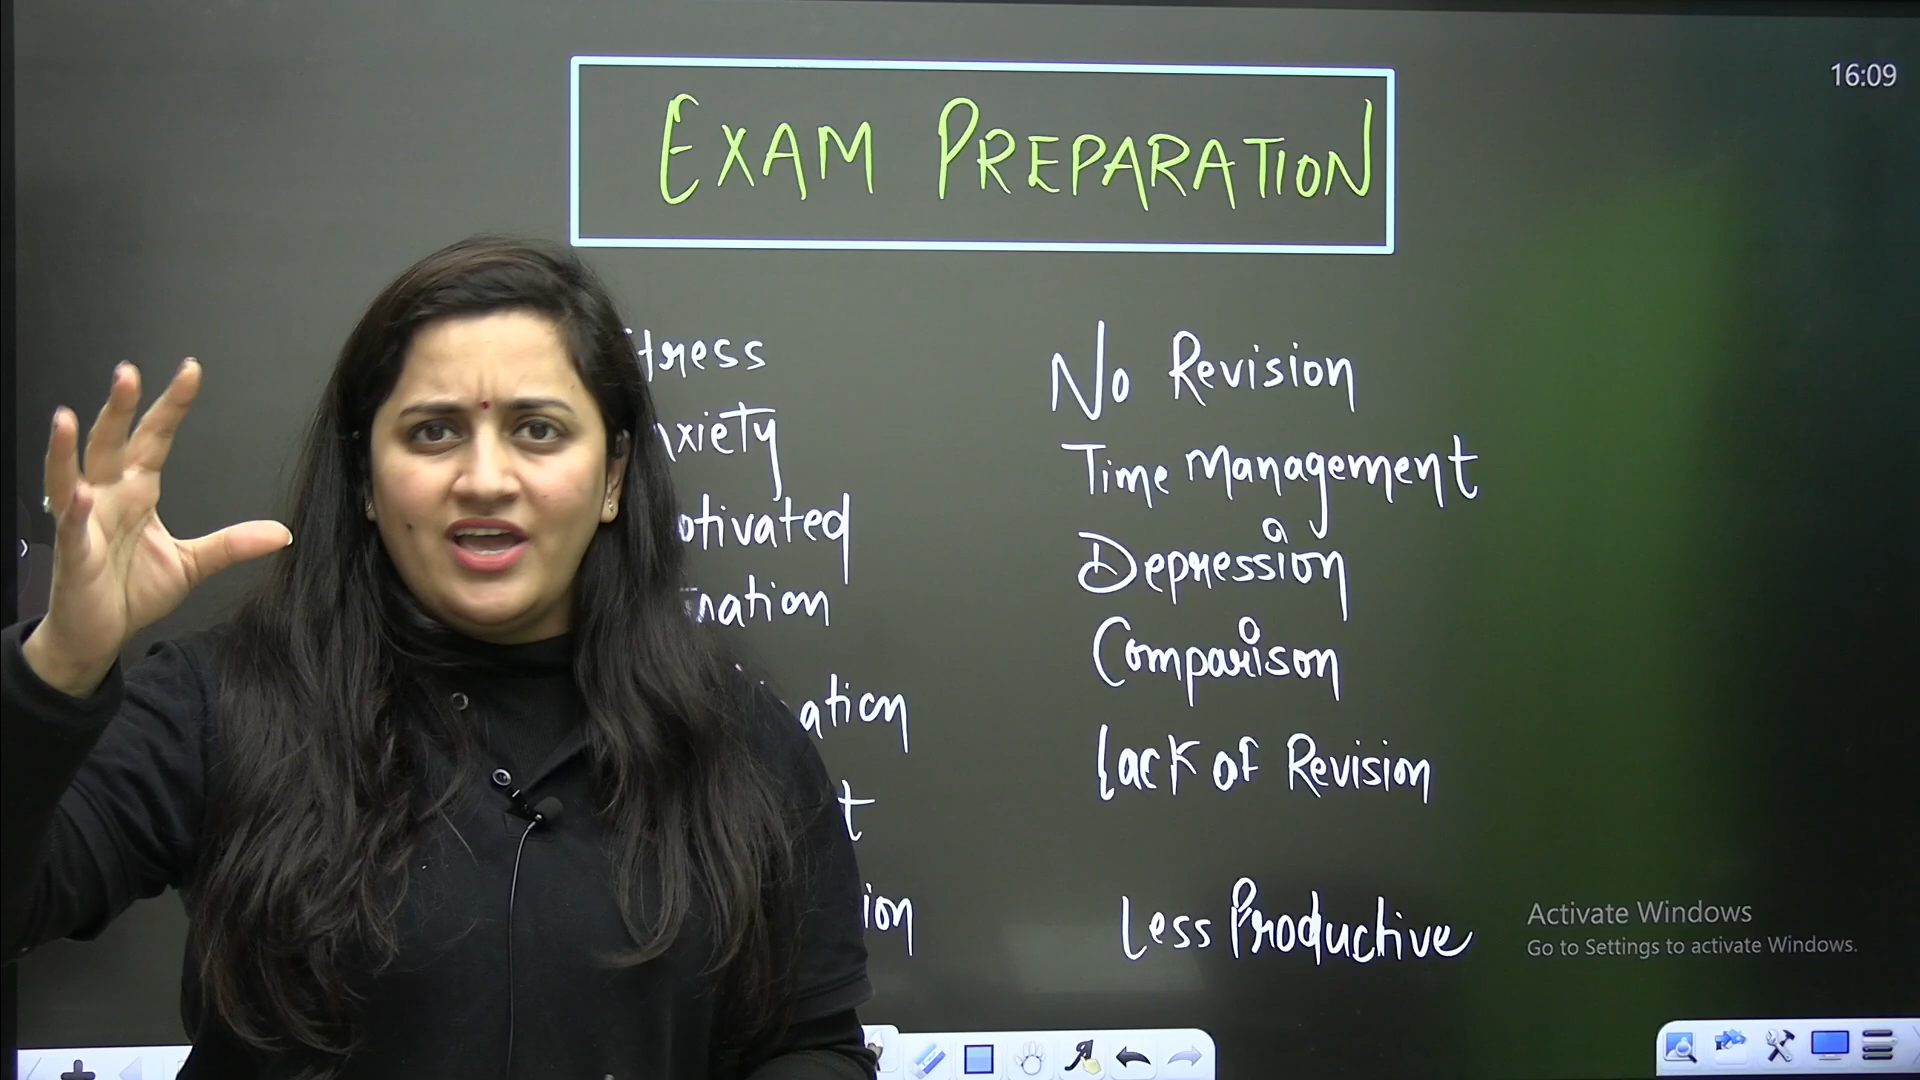 16:09
EXAM PREPARATION
tress
No Revision
xiety
Time Management
otivated
Depression
nation
Comparison
ation
Lack of Revision
t
ion
Less Productive
Activate Windows
Go to Settings to activate Windows.